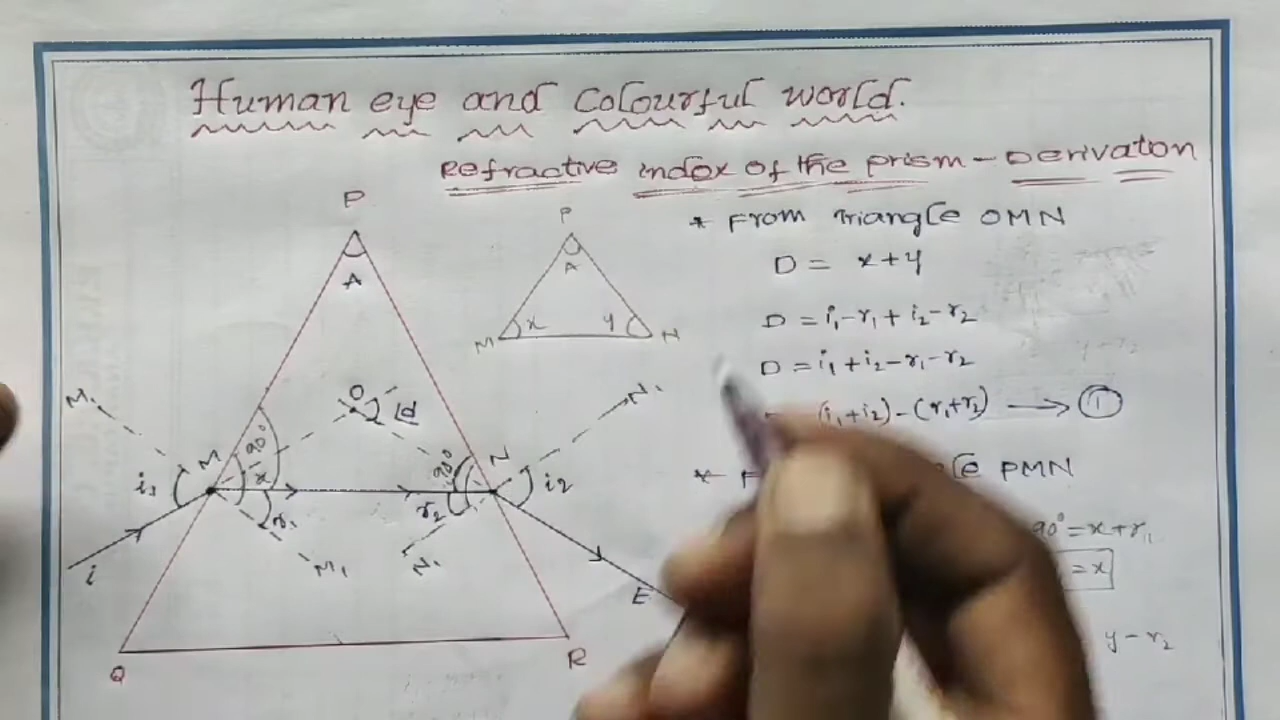 Human eye and Colourful world.
Refractive index of the prism - Derivaton
P
A
M₁
O
d
N₁
M
90°
x
90°
N
i₁
i₂
r₁
r₂
M₁
N₁
i
E
Q
R
P
A
M x y N
* From Triangle OMN
D = x+y
D = i₁-r₁+i₂-r₂
D = i₁+i₂-r₁-r₂
(i₁+i₂)-(r₁+r₂) → ①
* F PMN
90° = x+r₁
= x
y-r₂